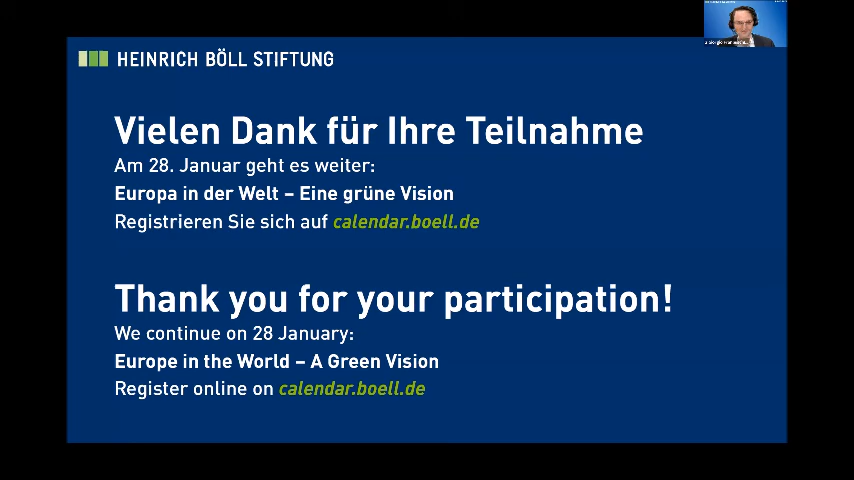 HEINRICH BÖLL STIFTUNG
Vielen Dank für Ihre Teilnahme
Am 28. Januar geht es weiter:
Europa in der Welt – Eine grüne Vision
Registrieren Sie sich auf calendar.boell.de
Thank you for your participation!
We continue on 28 January:
Europe in the World – A Green Vision
Register online on calendar.boell.de